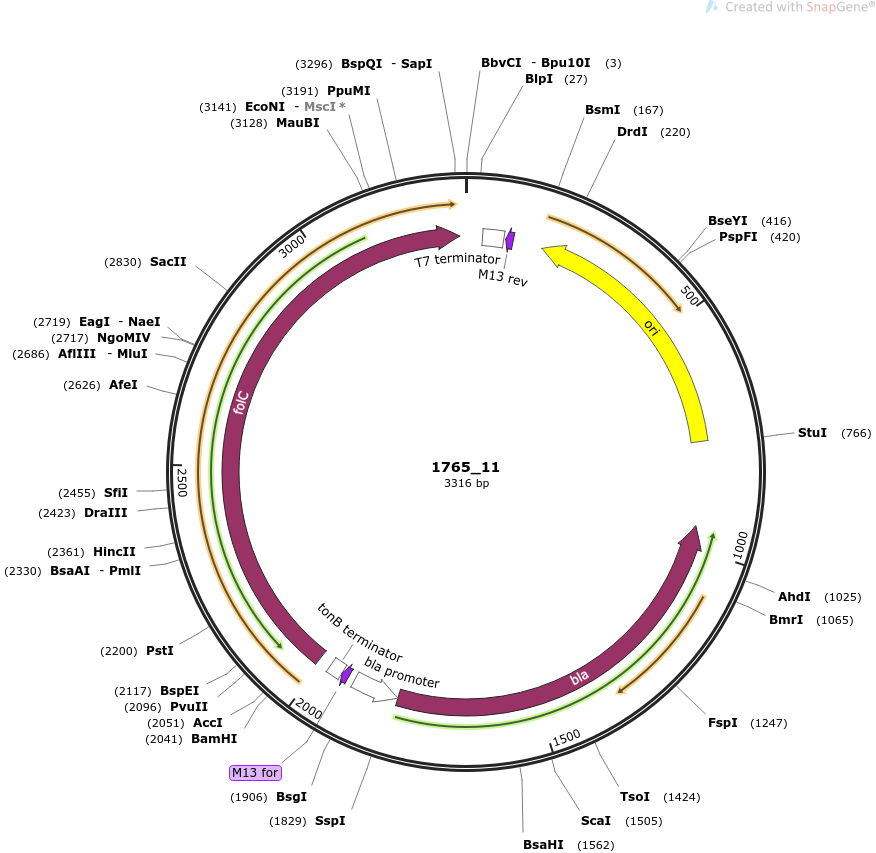 Created with SnapGene®
(3296) BspQI - SapI
BbvCI - Bpu10I (3)
BlpI (27)
(3191) PpuMI
(3141) EcoNI - MscI *
(3128) MauBI
BsmI (167)
DrdI (220)
BseYI (416)
PspFI (420)
(2830) SacII
(2719) EagI - NaeI
(2717) NgoMIV
(2686) AflIII - MluI
(2626) AfeI
StuI (766)
(2455) SfiI
(2423) DraIII
(2361) HincII
(2330) BsaAI - PmlI
AhdI (1025)
BmrI (1065)
(2200) PstI
(2117) BspEI
(2096) PvuII
(2051) AccI
(2041) BamHI
FspI (1247)
M13 for
(1906) BsgI
(1829) SspI
TsoI (1424)
ScaI (1505)
BsaHI (1562)
500
1000
1500
2000
2500
3000
T7 terminator
M13 rev
ori
folC
1765_11
3316 bp
tonB terminator
bla promoter
bla